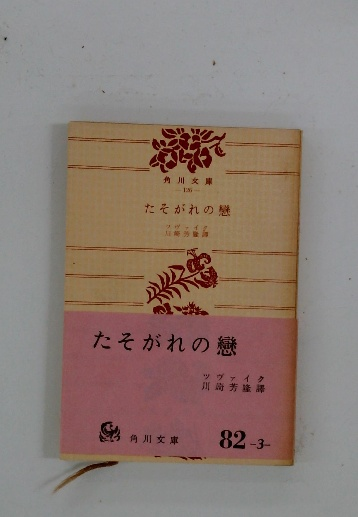 角川文庫
—126—
たそがれの戀
ツヴァイク
川崎芳隆譯
たそがれの戀
ツヴァイク
川崎芳隆譯
角川文庫
82-3-